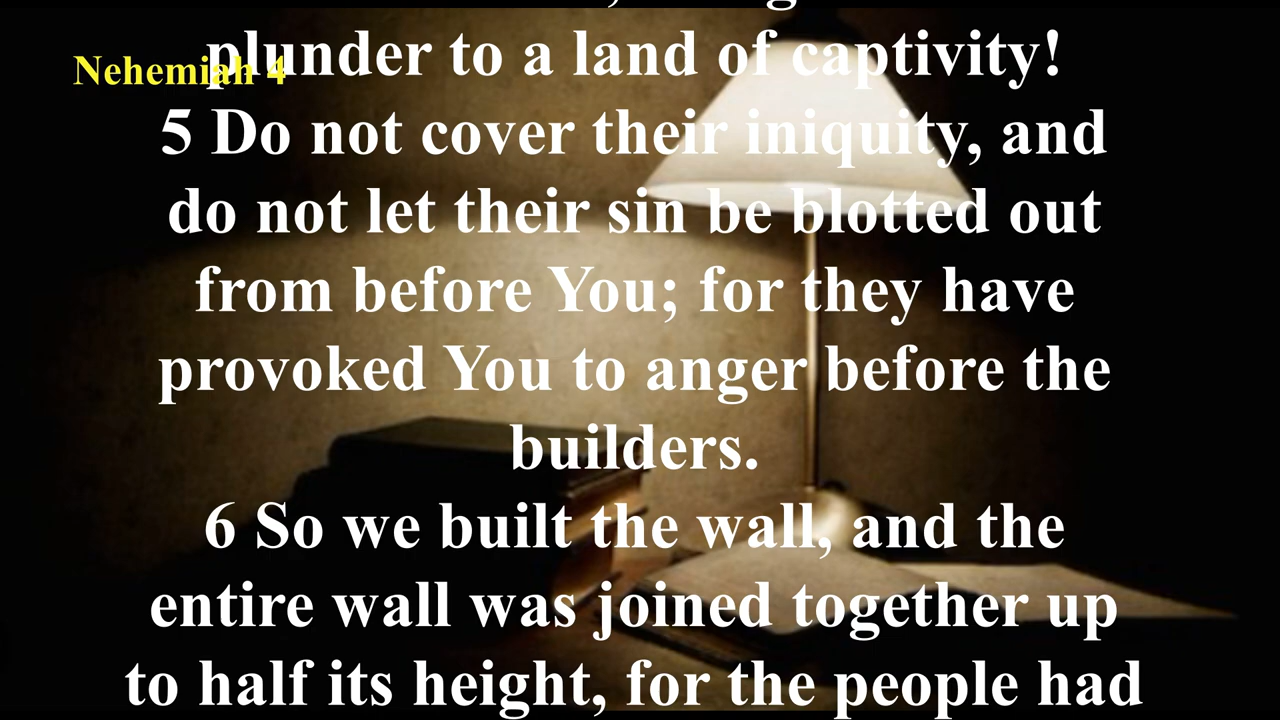 Nehemiah 4
plunder to a land of captivity!
5 Do not cover their iniquity, and
do not let their sin be blotted out
from before You; for they have
provoked You to anger before the
builders.
6 So we built the wall, and the
entire wall was joined together up
to half its height, for the people had